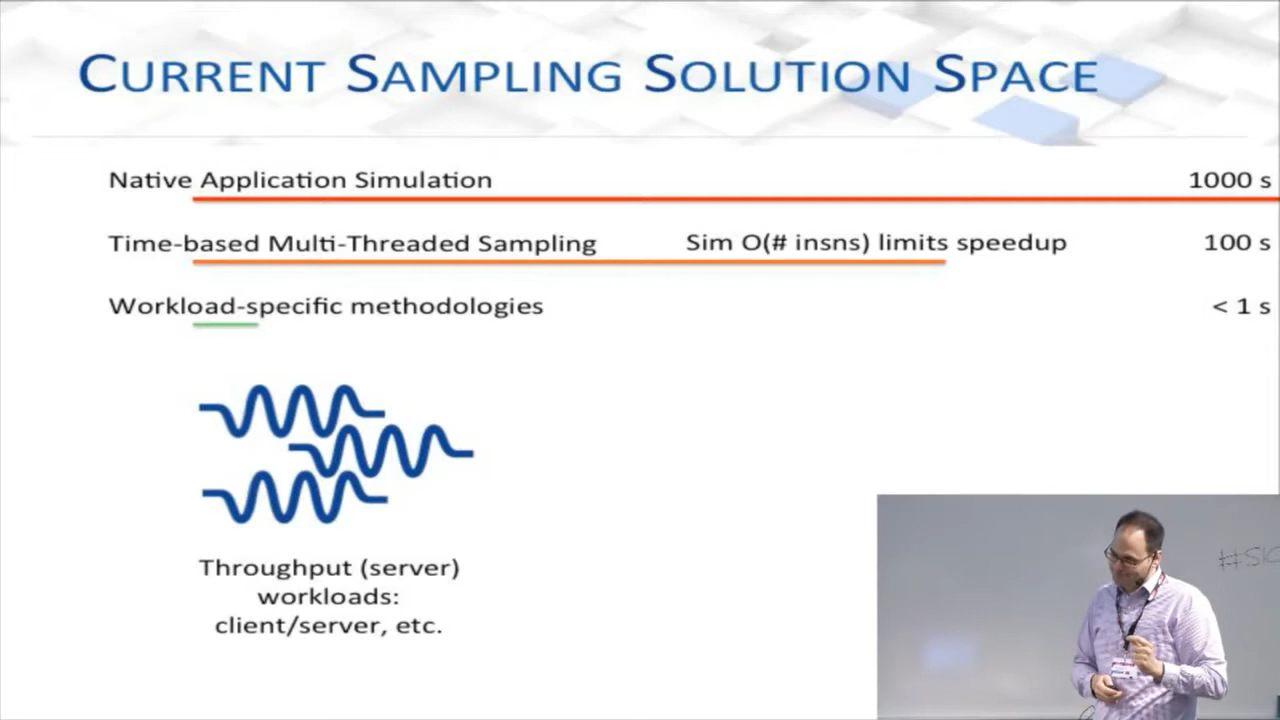 CURRENT SAMPLING SOLUTION SPACE
Native Application Simulation 1000 s
Time-based Multi-Threaded Sampling Sim O(# insns) limits speedup 100 s
Workload-specific methodologies < 1 s
Throughput (server)
workloads:
client/server, etc.
#SIG